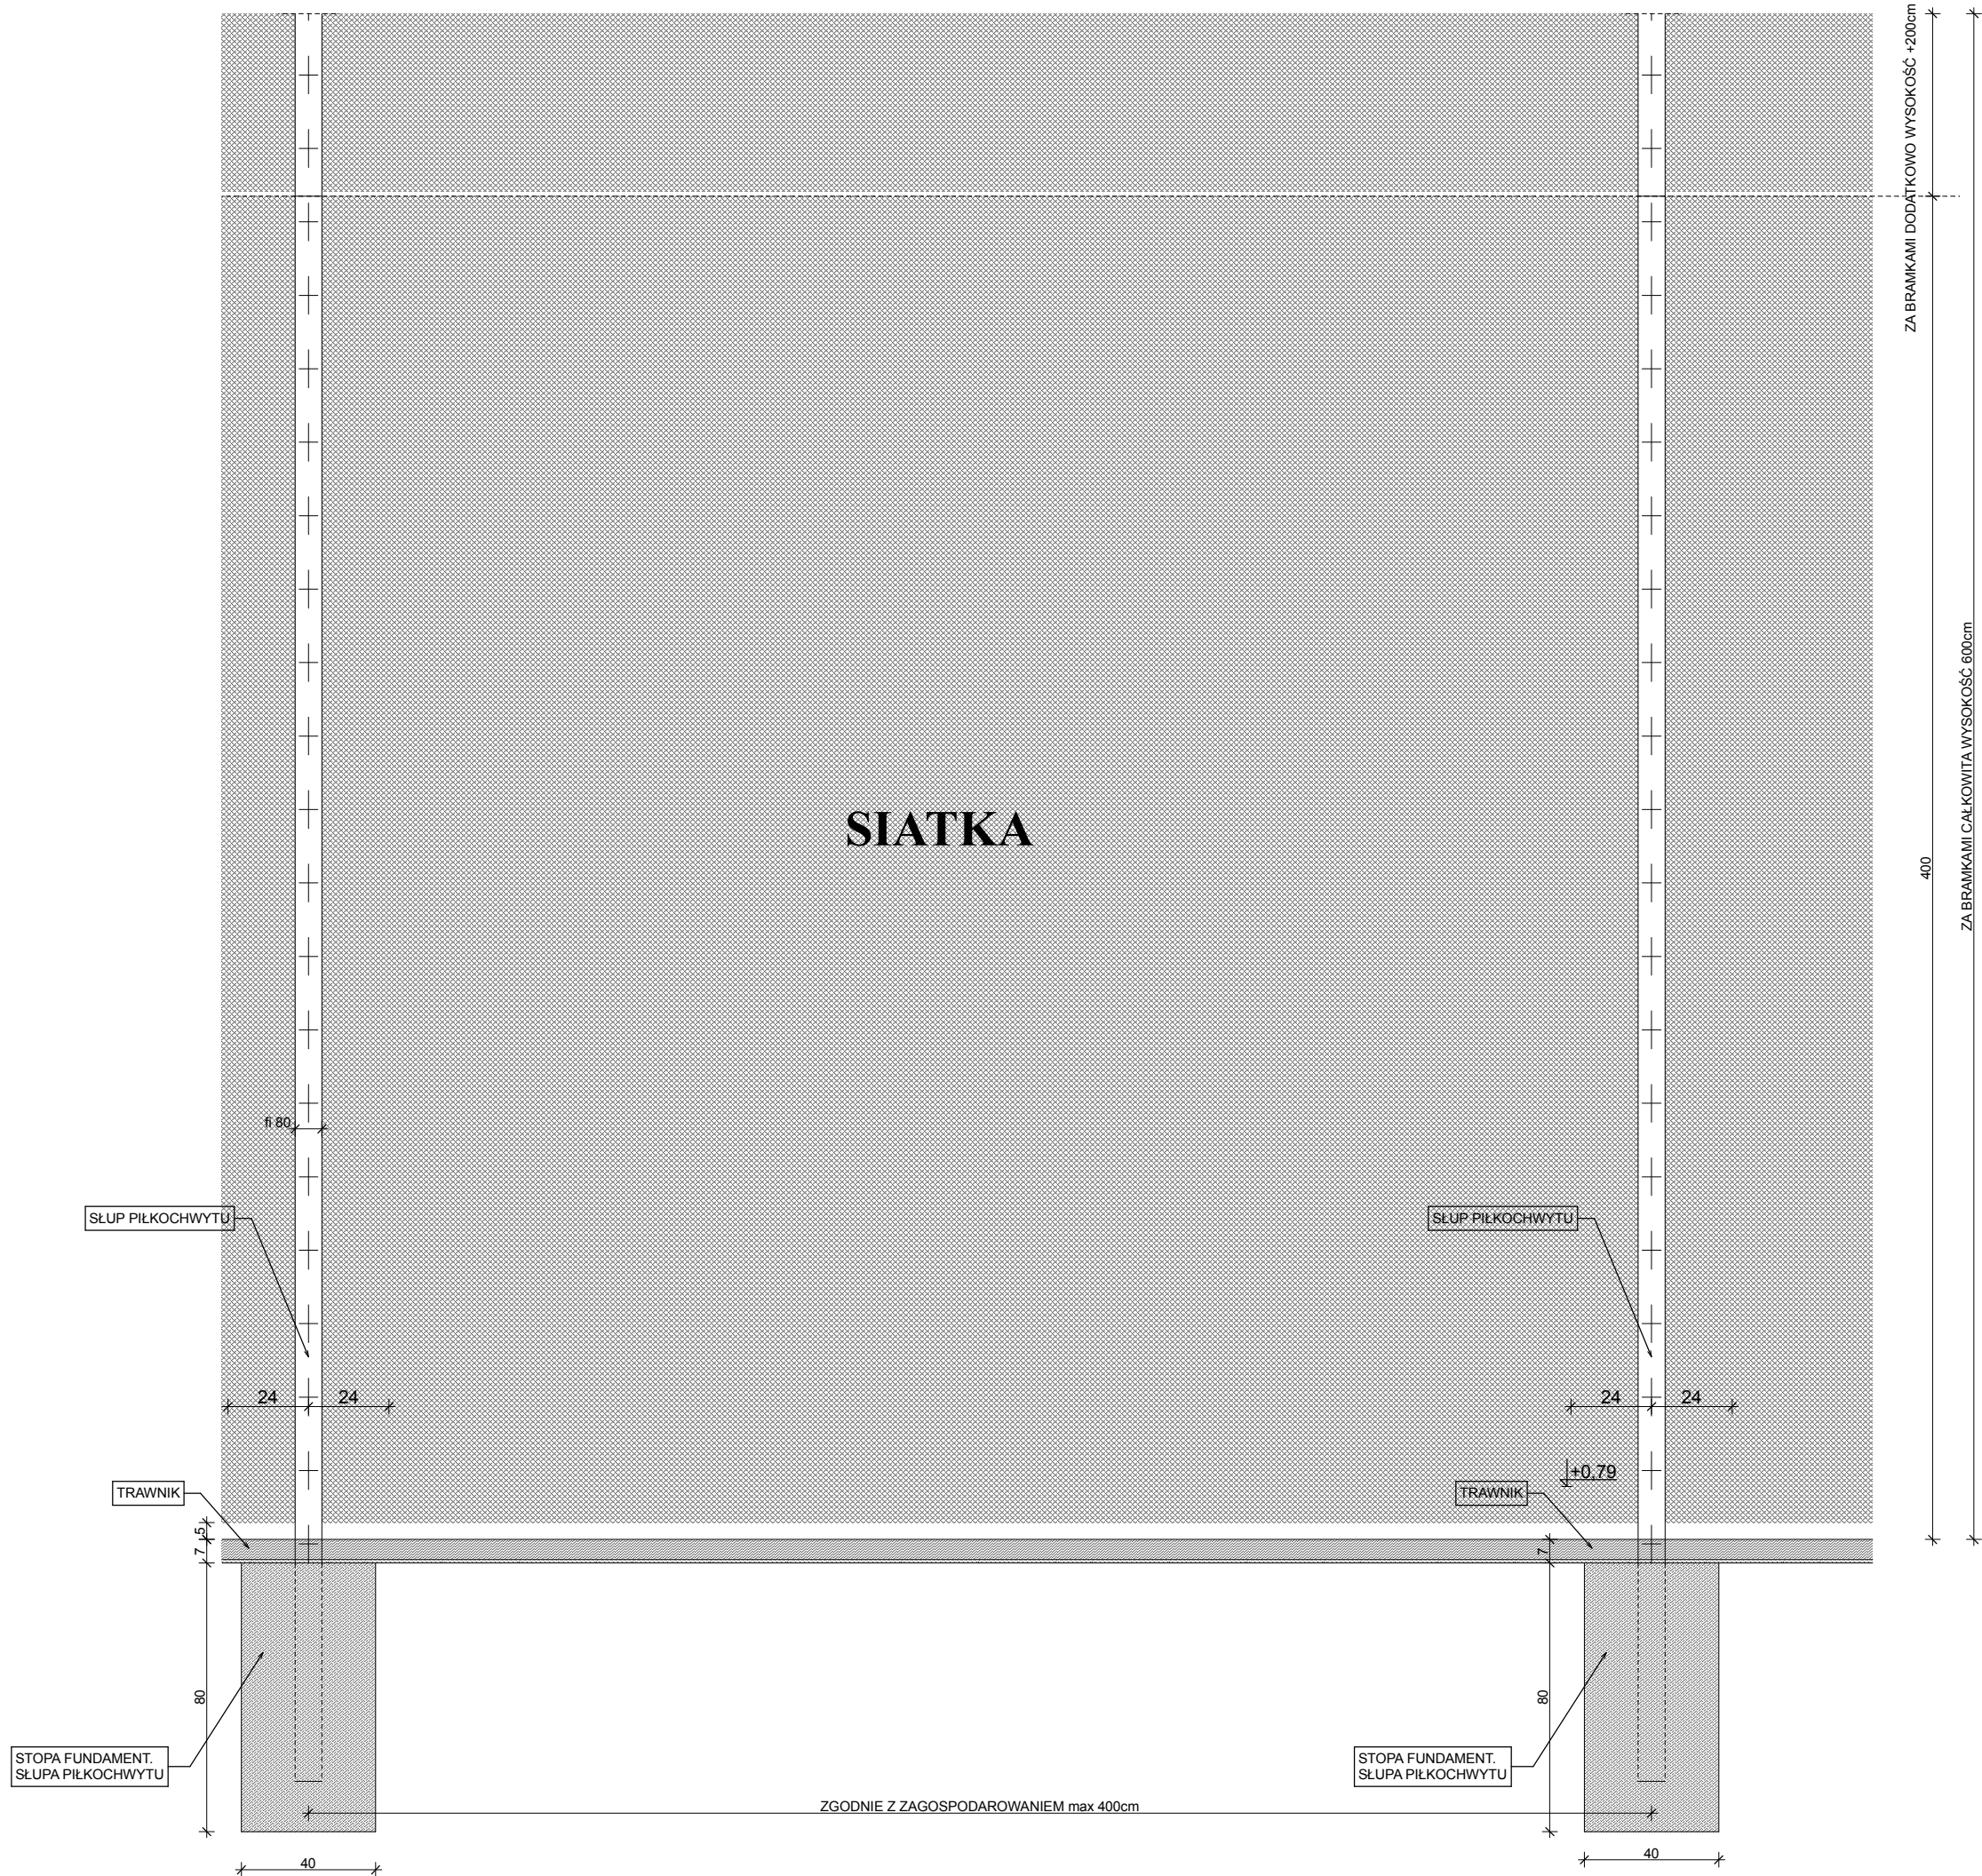 ZA BRAMKAMI DODATKOWO WYSOKOŚĆ +200cm
400
ZA BRAMKAMI CAŁKOWITA WYSOKOŚĆ 600cm
SIATKA
fi 80
SŁUP PIŁKOCHWYTU
SŁUP PIŁKOCHWYTU
24
24
24
24
+0,79
TRAWNIK
TRAWNIK
5
7
7
80
80
STOPA FUNDAMENT.
SŁUPA PIŁKOCHWYTU
STOPA FUNDAMENT.
SŁUPA PIŁKOCHWYTU
ZGODNIE Z ZAGOSPODAROWANIEM max 400cm
40
40